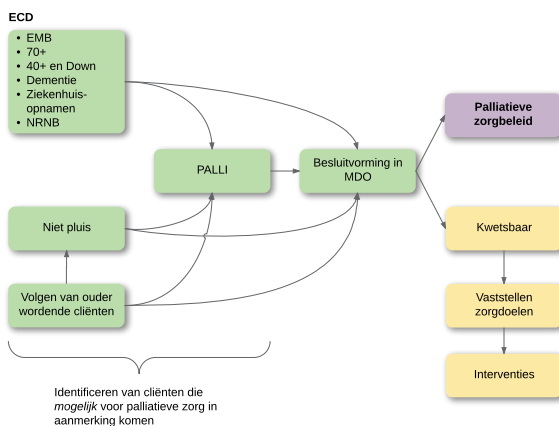 ECD
• EMB
• 70+
• 40+ en Down
• Dementie
• Ziekenhuis-
opnamen
• NRNB
PALLI
Besluitvorming in
MDO
Palliatieve
zorgbeleid
Niet pluis
Kwetsbaar
Volgen van ouder
wordende cliënten
Vaststellen
zorgdoelen
Interventies
Identificeren van cliënten die
mogelijk voor palliatieve zorg in
aanmerking komen